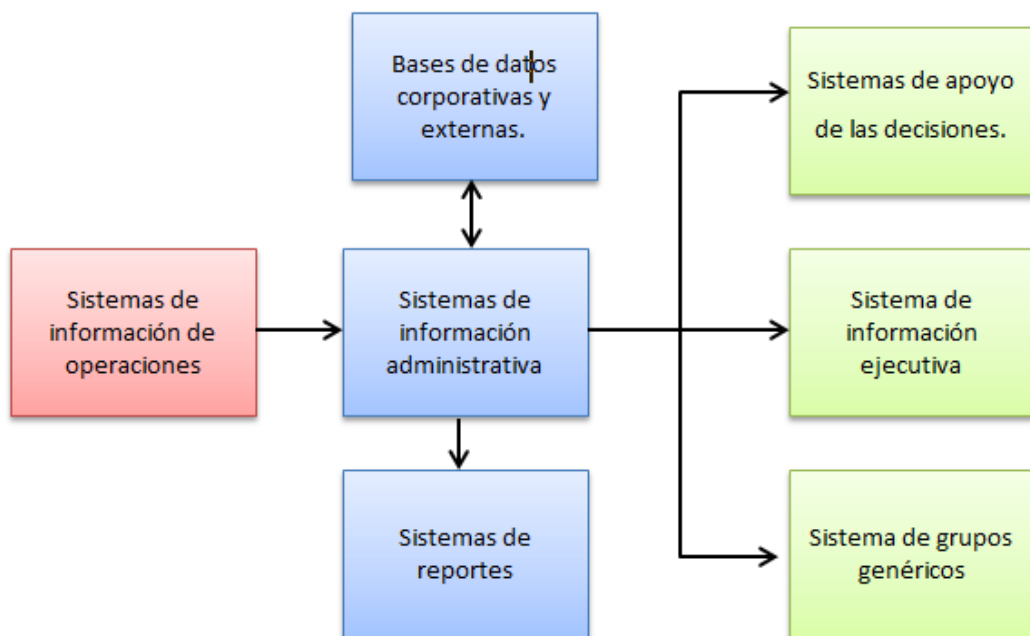 Bases de datos
corporativas y
externas.
Sistemas de apoyo
de las decisiones.
Sistemas de
información de
operaciones
Sistemas de
información
administrativa
Sistema de
información
ejecutiva
Sistemas de
reportes
Sistema de grupos
genéricos